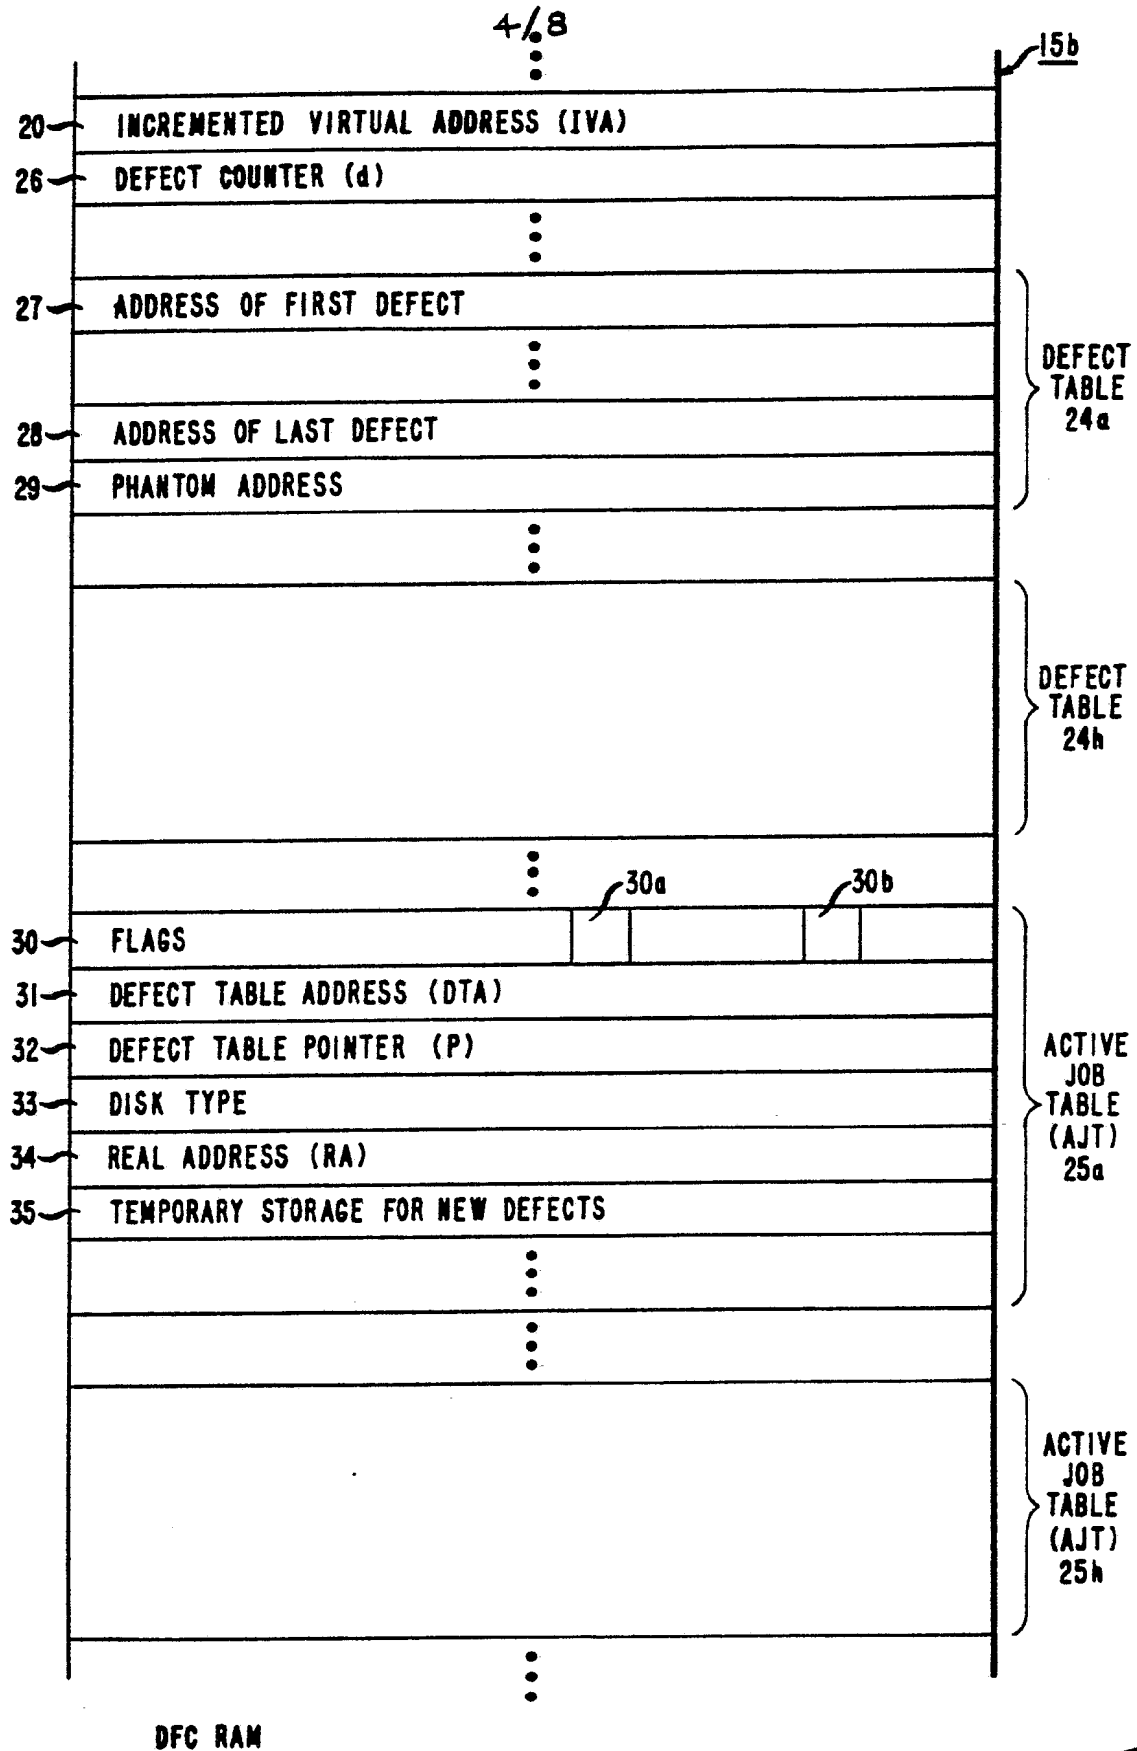 4/8
15b
20 INCREMENTED VIRTUAL ADDRESS (IVA)
26 DEFECT COUNTER (d)
27 ADDRESS OF FIRST DEFECT
DEFECT
TABLE
24a
28 ADDRESS OF LAST DEFECT
29 PHANTOM ADDRESS
DEFECT
TABLE
24h
30a
30b
30 FLAGS
31 DEFECT TABLE ADDRESS (DTA)
32 DEFECT TABLE POINTER (P)
33 DISK TYPE
34 REAL ADDRESS (RA)
35 TEMPORARY STORAGE FOR NEW DEFECTS
ACTIVE
JOB
TABLE
(AJT)
25a
ACTIVE
JOB
TABLE
(AJT)
25h
DFC RAM